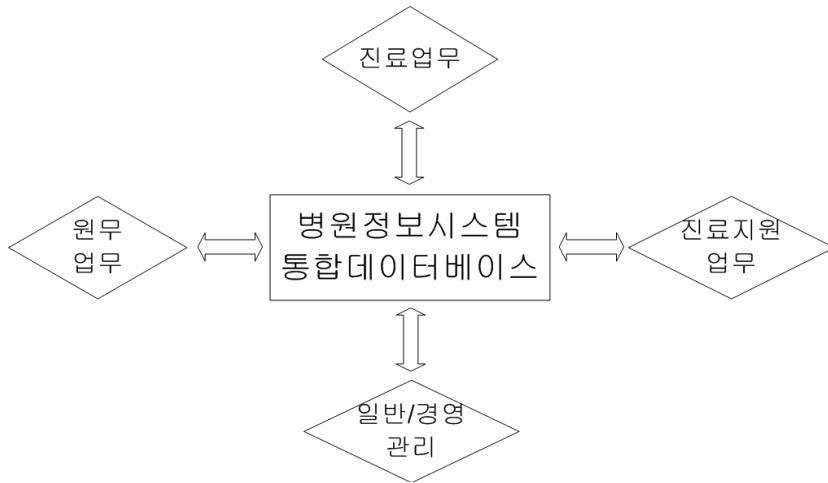 진료업무
원무
업무
병원정보시스템
통합데이터베이스
진료지원
업무
일반/경영
관리